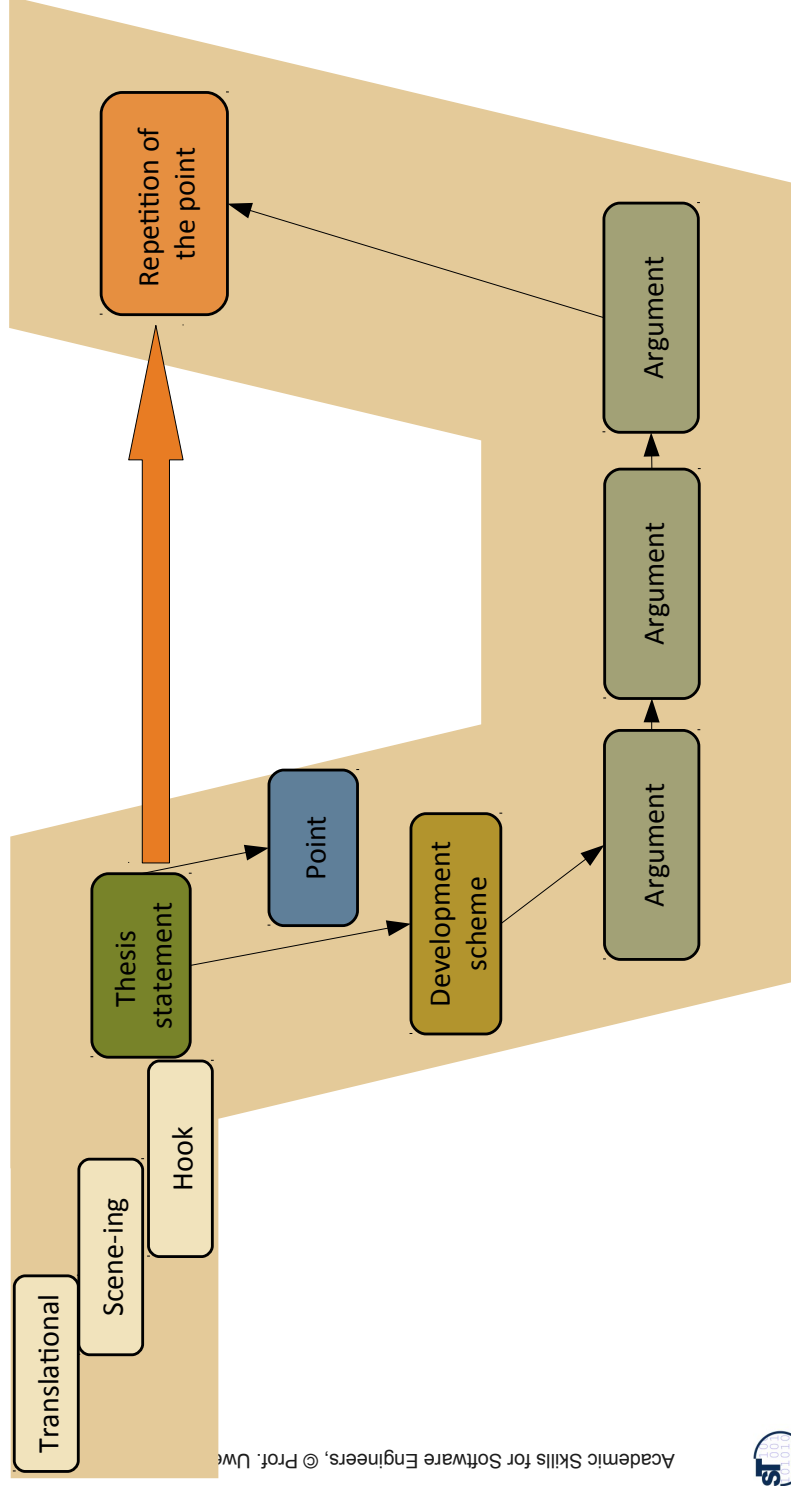 Translational
Scene-ing
Hook
Thesis
statement
Point
Development
scheme
Argument
Argument
Argument
Repetition of
the point
Academic Skills for Software Engineers, © Prof. Uwe
ST